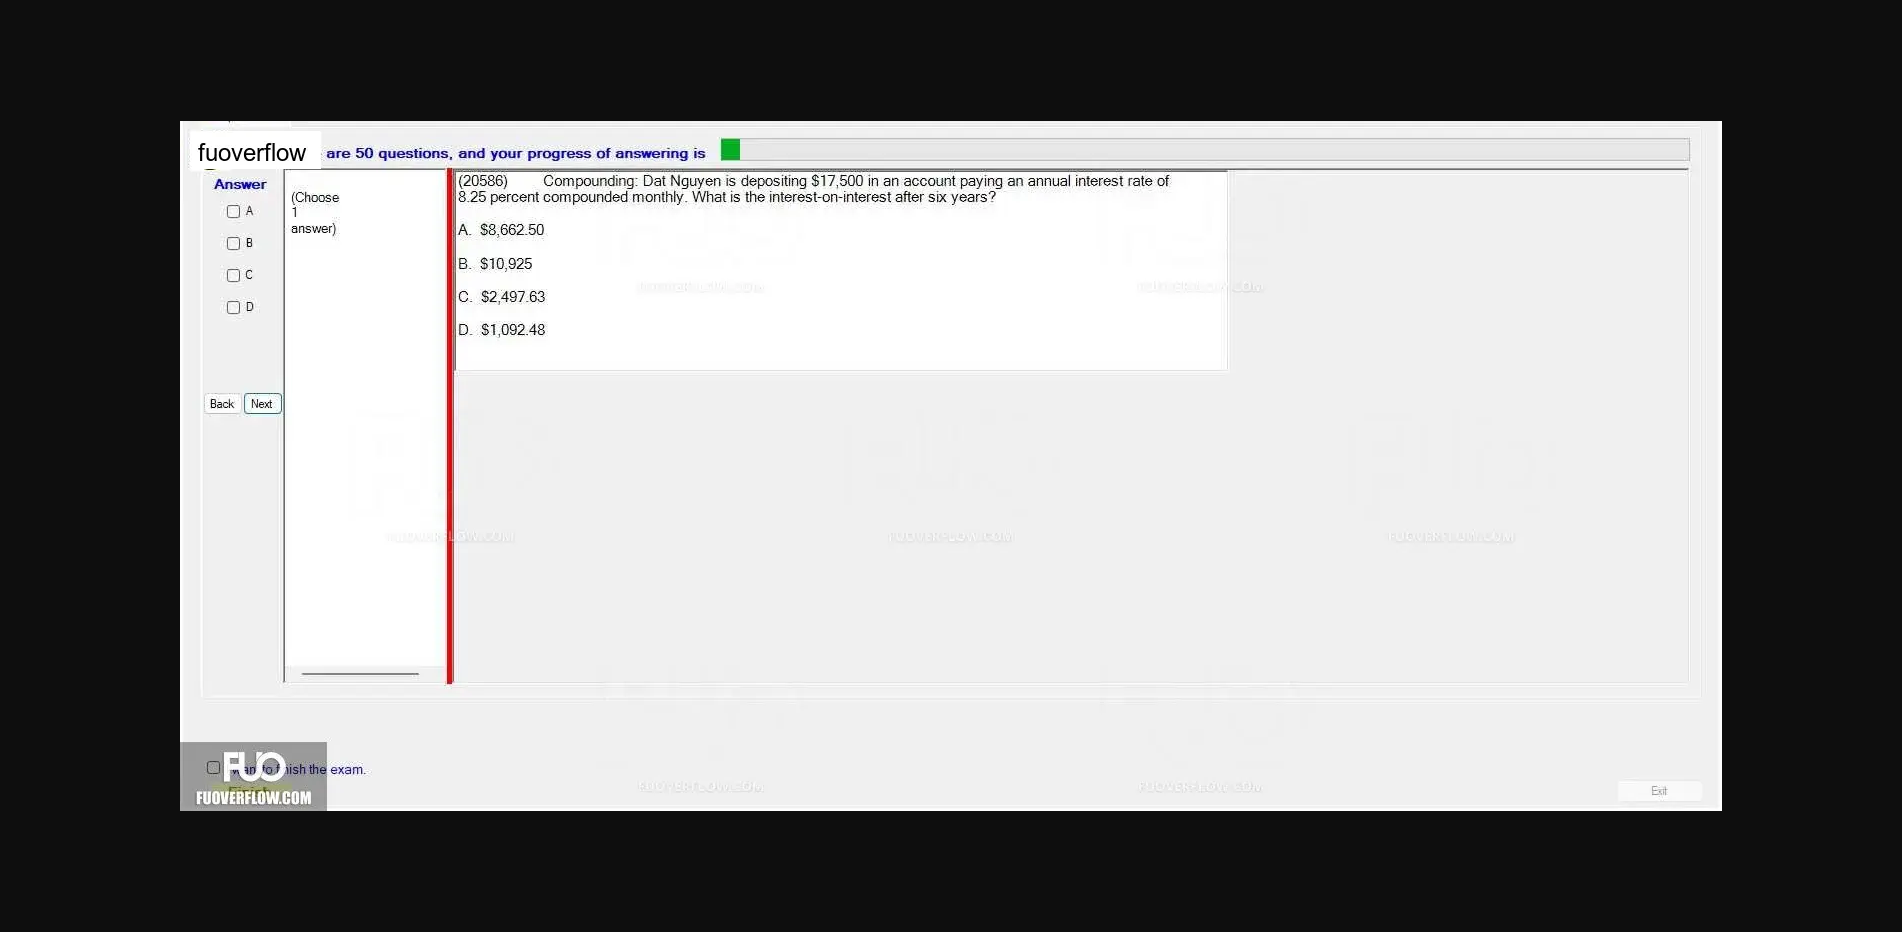 fuoverflow are 50 questions, and your progress of answering is
Answer
A
B
C
D
Back Next
(Choose
1
answer)
(20586) Compounding: Dat Nguyen is depositing $17,500 in an account paying an annual interest rate of
8.25 percent compounded monthly. What is the interest-on-interest after six years?
A. $8,662.50
B. $10,925
C. $2,497.63
D. $1,092.48
FUOVERFLOW.COM FUOVERFLOW.COM
FUOVERFLOW.COM FUOVERFLOW.COM FUOVERFLOW.COM
FUO
want to finish the exam.
Finish
FUOVERFLOW.COM
FUOVERFLOW.COM FUOVERFLOW.COM
Exit